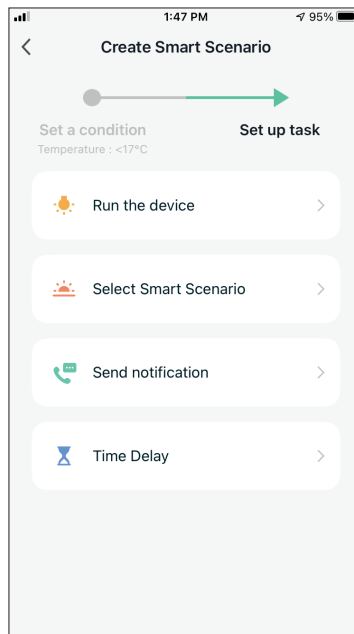 1:47 PM
95%
Create Smart Scenario
Set a condition
Set up task
Temperature : <17°C
Run the device
Select Smart Scenario
Send notification
Time Delay